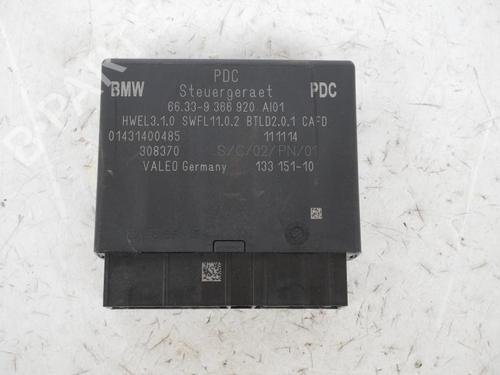 PDC
BMW Steuergeraet PDC
66.33-9 366 920 AI01
HWEL3.1.0 SWFL11.0.2 BTLD2.0.1 CAFD
01431400485 111114
308370 S/C/02/PN/01
VALEO Germany 133 151-10